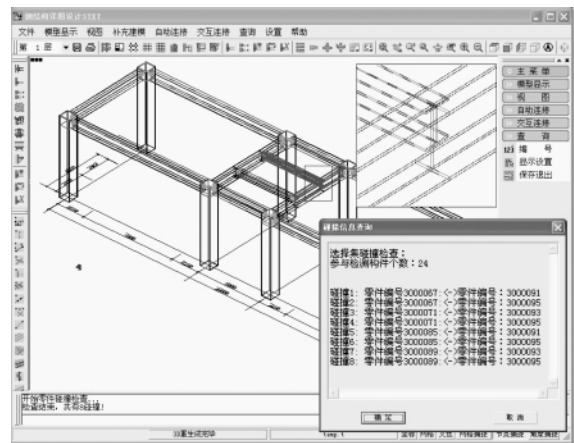 钢结构详图设计STXT
文件 模型显示 视图 补充建模 自动连接 交互连接 查询 设置 帮助
第 1 层
主 菜 单
模型显示
视 图
自动连接
交互连接
查 询
编 号
显示设置
保存退出
碰撞信息查询
选择集碰撞检查：
参与检测构件个数：24
碰撞1: 零件编号3000067:<->零件编号：3000091
碰撞2: 零件编号3000067:<->零件编号：3000095
碰撞3: 零件编号3000071:<->零件编号：3000093
碰撞4: 零件编号3000071:<->零件编号：3000095
碰撞5: 零件编号3000085:<->零件编号：3000091
碰撞6: 零件编号3000085:<->零件编号：3000095
碰撞7: 零件编号3000089:<->零件编号：3000093
碰撞8: 零件编号3000089:<->零件编号：3000095
确 定
取 消
开始零件碰撞检查...
检查结束, 共有8碰撞!
3D重生成完毕